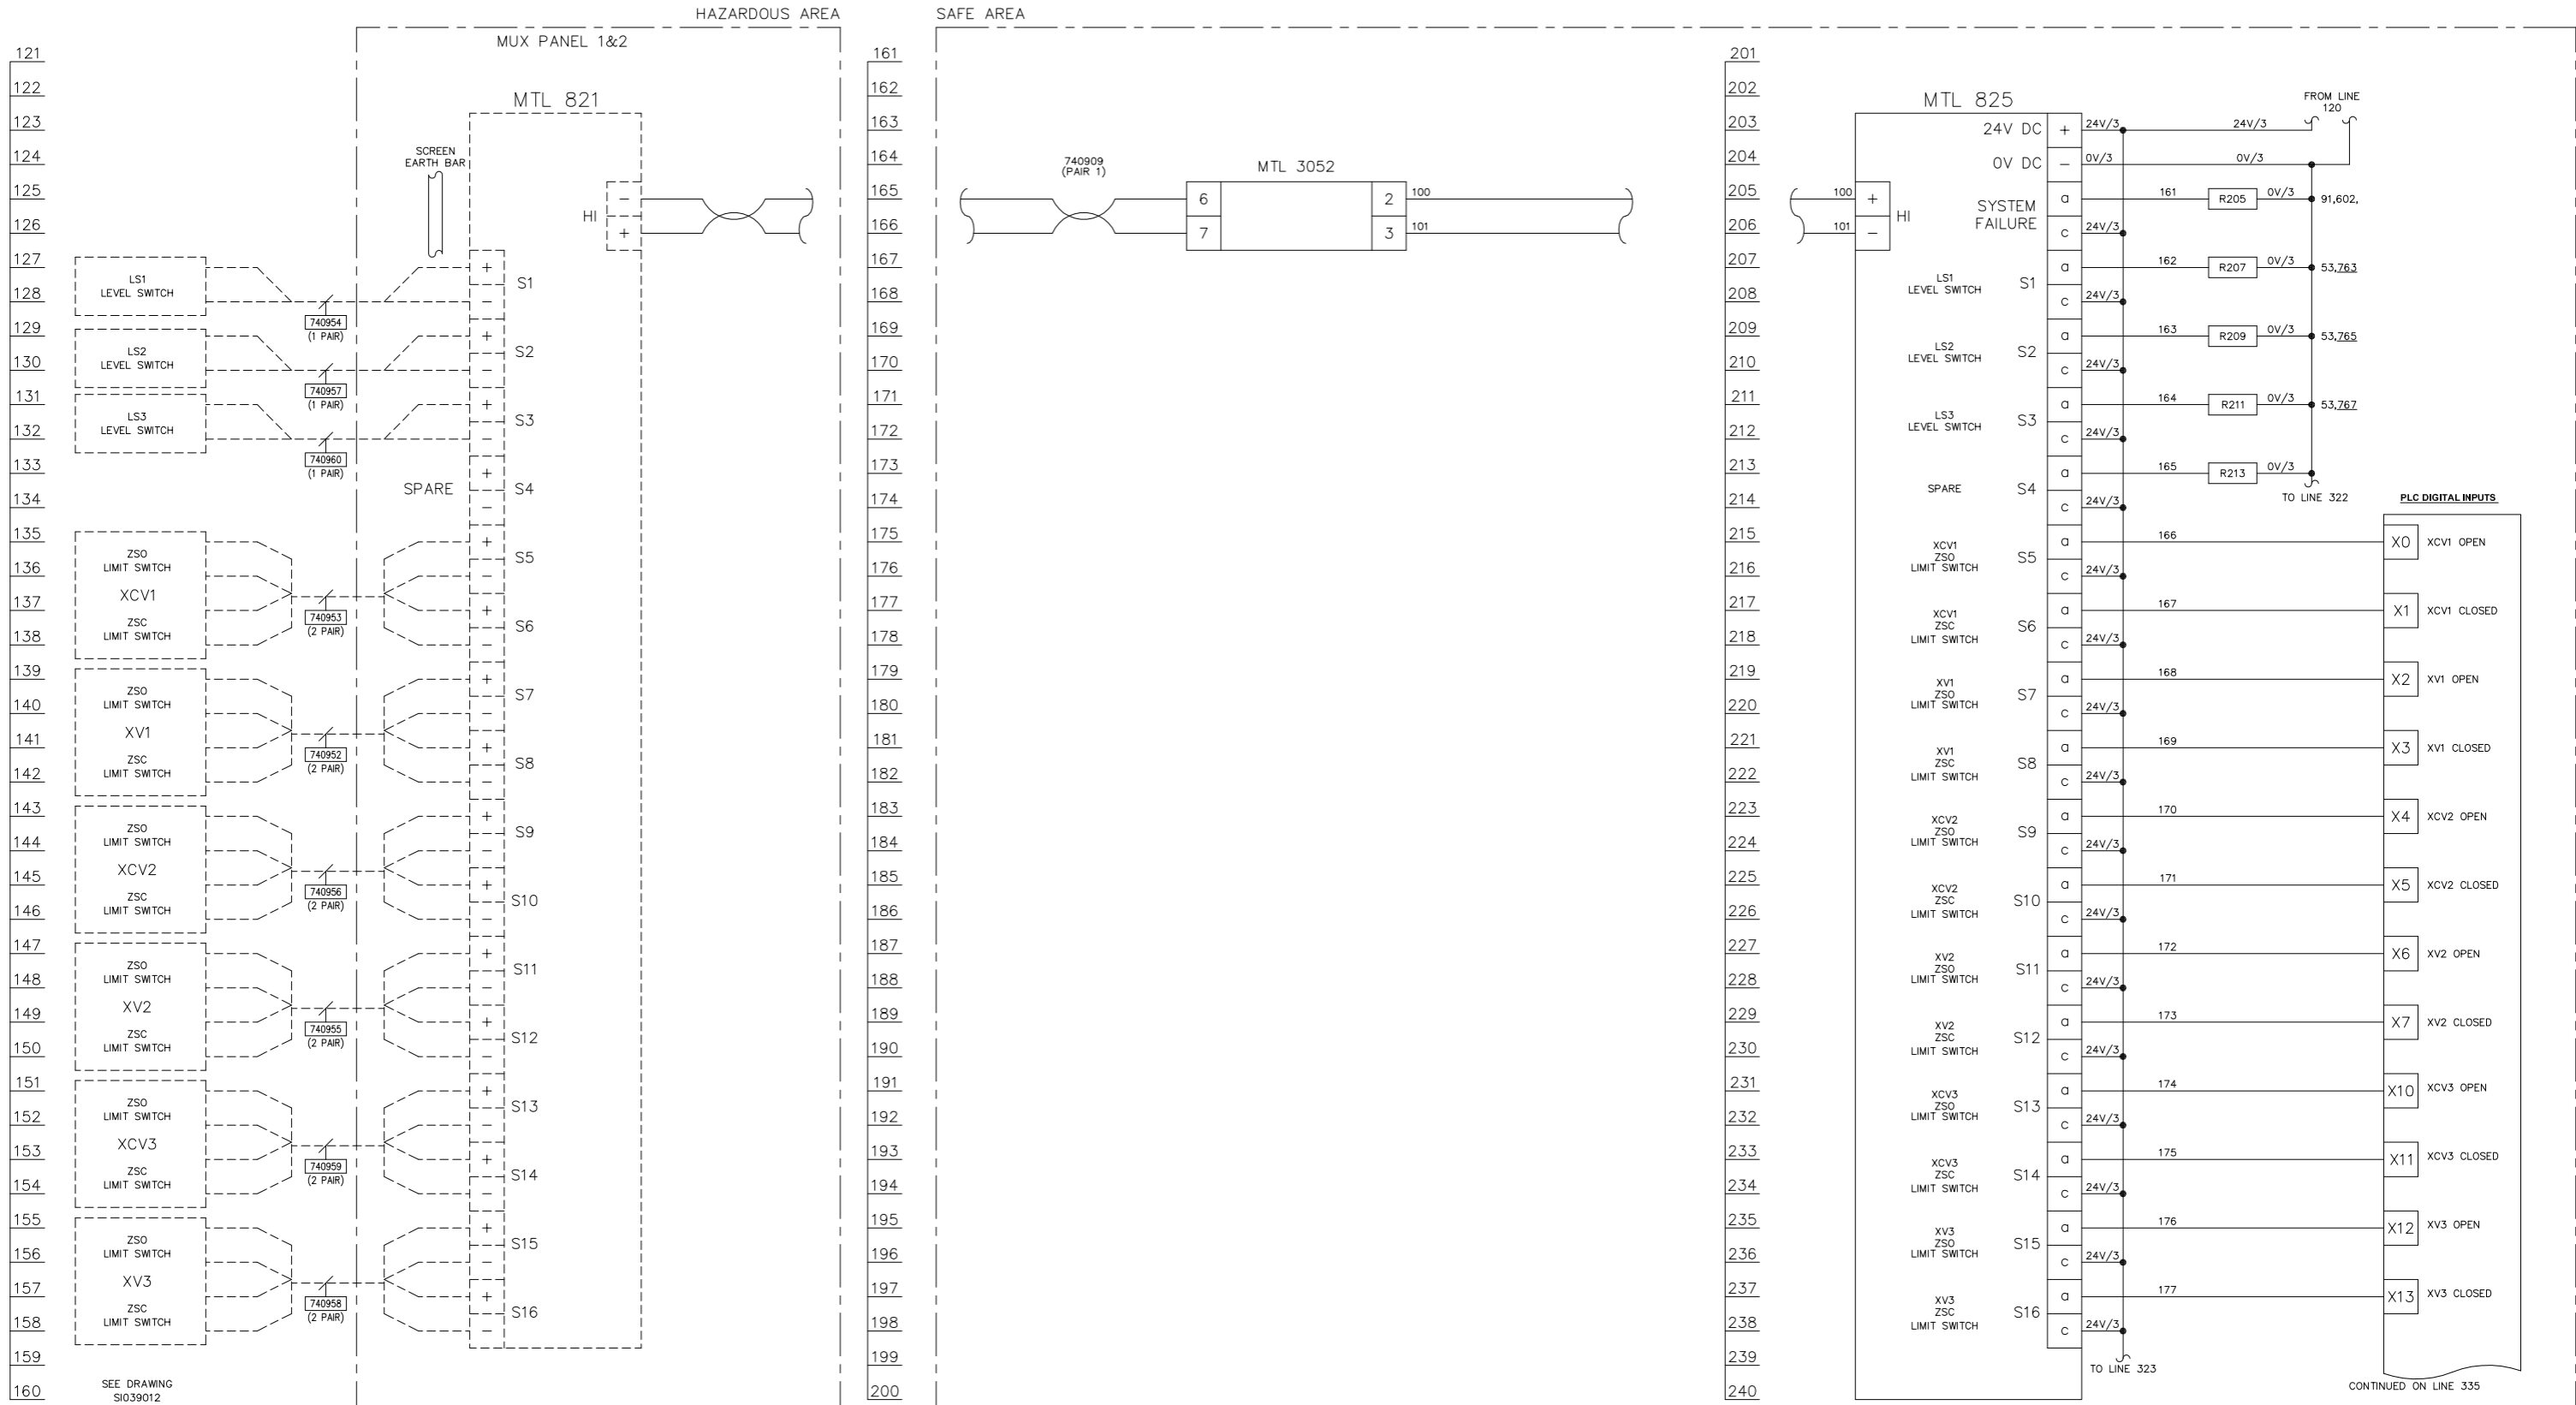 HAZARDOUS AREA
SAFE AREA
MUX PANEL 1&2
121
122
123
124
125
126
127
128
129
130
131
132
133
134
135
136
137
138
139
140
141
142
143
144
145
146
147
148
149
150
151
152
153
154
155
156
157
158
159
160
LS1
LEVEL SWITCH
LS2
LEVEL SWITCH
LS3
LEVEL SWITCH
ZSO
LIMIT SWITCH
XCV1
ZSC
LIMIT SWITCH
ZSO
LIMIT SWITCH
XV1
ZSC
LIMIT SWITCH
ZSO
LIMIT SWITCH
XCV2
ZSC
LIMIT SWITCH
ZSO
LIMIT SWITCH
XV2
ZSC
LIMIT SWITCH
ZSO
LIMIT SWITCH
XCV3
ZSC
LIMIT SWITCH
ZSO
LIMIT SWITCH
XV3
ZSC
LIMIT SWITCH
SEE DRAWING
SI039012
740954
(1 PAIR)
740957
(1 PAIR)
740960
(1 PAIR)
740953
(2 PAIR)
740952
(2 PAIR)
740956
(2 PAIR)
740955
(2 PAIR)
740959
(2 PAIR)
740958
(2 PAIR)
SCREEN
EARTH BAR
SPARE
MTL 821
HI
−
+
+
− S1
+
− S2
+
− S3
+
− S4
+
− S5
+
− S6
+
− S7
+
− S8
+
− S9
+
− S10
+
− S11
+
− S12
+
− S13
+
− S14
+
− S15
+
− S16
161
162
163
164
165
166
167
168
169
170
171
172
173
174
175
176
177
178
179
180
181
182
183
184
185
186
187
188
189
190
191
192
193
194
195
196
197
198
199
200
740909
(PAIR 1)
MTL 3052
6
7
2 100
3 101
201
202
203
204
205
206
207
208
209
210
211
212
213
214
215
216
217
218
219
220
221
222
223
224
225
226
227
228
229
230
231
232
233
234
235
236
237
238
239
240
MTL 825
100 +
101 −
HI
FROM LINE
120
24V DC + 24V/3 24V/3
0V DC − 0V/3 0V/3
SYSTEM
FAILURE
a 161 R205 0V/3 91,602,
c 24V/3
LS1
LEVEL SWITCH
S1
a 162 R207 0V/3 53,763
c 24V/3
LS2
LEVEL SWITCH
S2
a 163 R209 0V/3 53,765
c 24V/3
LS3
LEVEL SWITCH
S3
a 164 R211 0V/3 53,767
c 24V/3
SPARE
S4
a 165 R213 0V/3
c 24V/3
TO LINE 322
PLC DIGITAL INPUTS
XCV1
ZSO
LIMIT SWITCH
S5
a 166 X0 XCV1 OPEN
c 24V/3
XCV1
ZSC
LIMIT SWITCH
S6
a 167 X1 XCV1 CLOSED
c 24V/3
XV1
ZSO
LIMIT SWITCH
S7
a 168 X2 XV1 OPEN
c 24V/3
XV1
ZSC
LIMIT SWITCH
S8
a 169 X3 XV1 CLOSED
c 24V/3
XCV2
ZSO
LIMIT SWITCH
S9
a 170 X4 XCV2 OPEN
c 24V/3
XCV2
ZSC
LIMIT SWITCH
S10
a 171 X5 XCV2 CLOSED
c 24V/3
XV2
ZSO
LIMIT SWITCH
S11
a 172 X6 XV2 OPEN
c 24V/3
XV2
ZSC
LIMIT SWITCH
S12
a 173 X7 XV2 CLOSED
c 24V/3
XCV3
ZSO
LIMIT SWITCH
S13
a 174 X10 XCV3 OPEN
c 24V/3
XCV3
ZSC
LIMIT SWITCH
S14
a 175 X11 XCV3 CLOSED
c 24V/3
XV3
ZSO
LIMIT SWITCH
S15
a 176 X12 XV3 OPEN
c 24V/3
XV3
ZSC
LIMIT SWITCH
S16
a 177 X13 XV3 CLOSED
c 24V/3
TO LINE 323
CONTINUED ON LINE 335